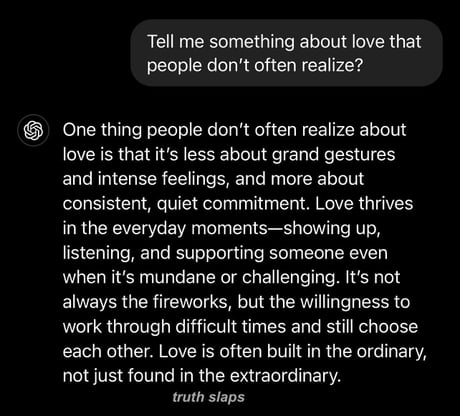 Tell me something about love that
people don't often realize?
One thing people don't often realize about
love is that it's less about grand gestures
and intense feelings, and more about
consistent, quiet commitment. Love thrives
in the everyday moments—showing up,
listening, and supporting someone even
when it's mundane or challenging. It's not
always the fireworks, but the willingness to
work through difficult times and still choose
each other. Love is often built in the ordinary,
not just found in the extraordinary.
truth slaps